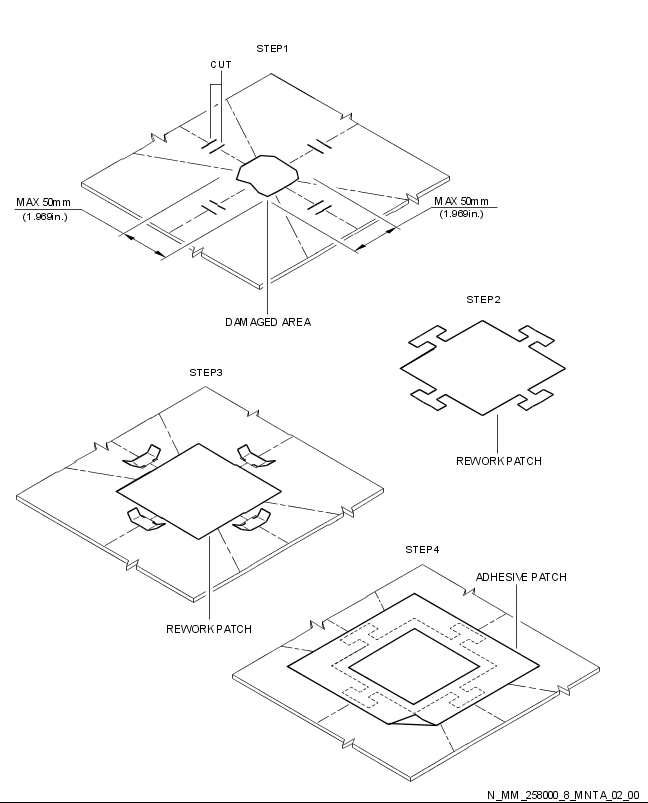 STEP1
CUT
MAX 50mm
(1.969in.)
MAX 50mm
(1.969in.)
DAMAGED AREA
STEP2
REWORK PATCH
STEP3
REWORK PATCH
STEP4
ADHESIVE PATCH
N_MM_258000_8_MNTA_02_00